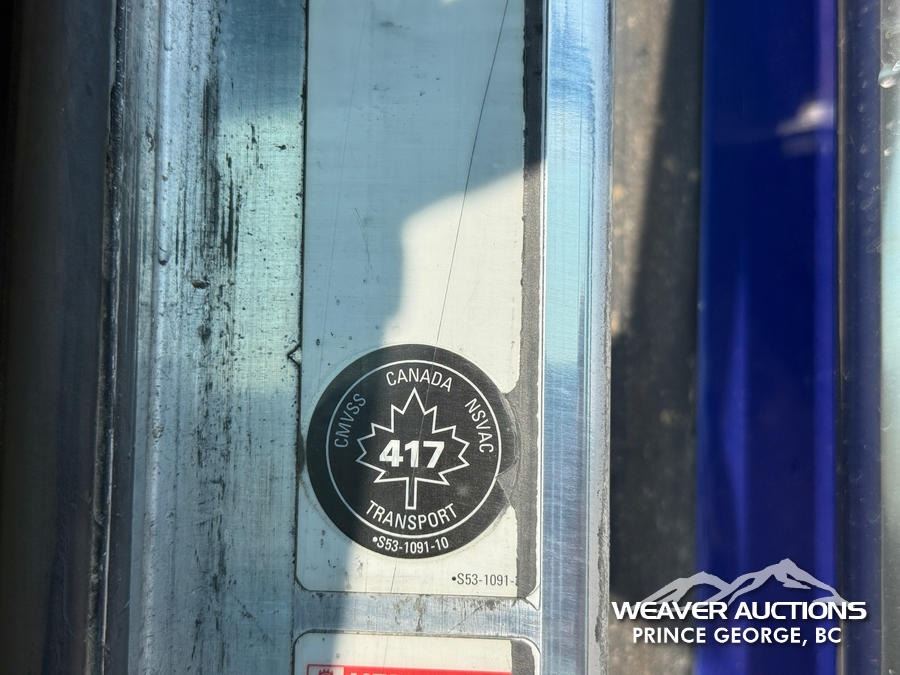 CMVSS CANADA NSVAC
417
TRANSPORT
•S53-1091-10
•S53-1091-
WEAVER AUCTIONS
PRINCE GEORGE, BC